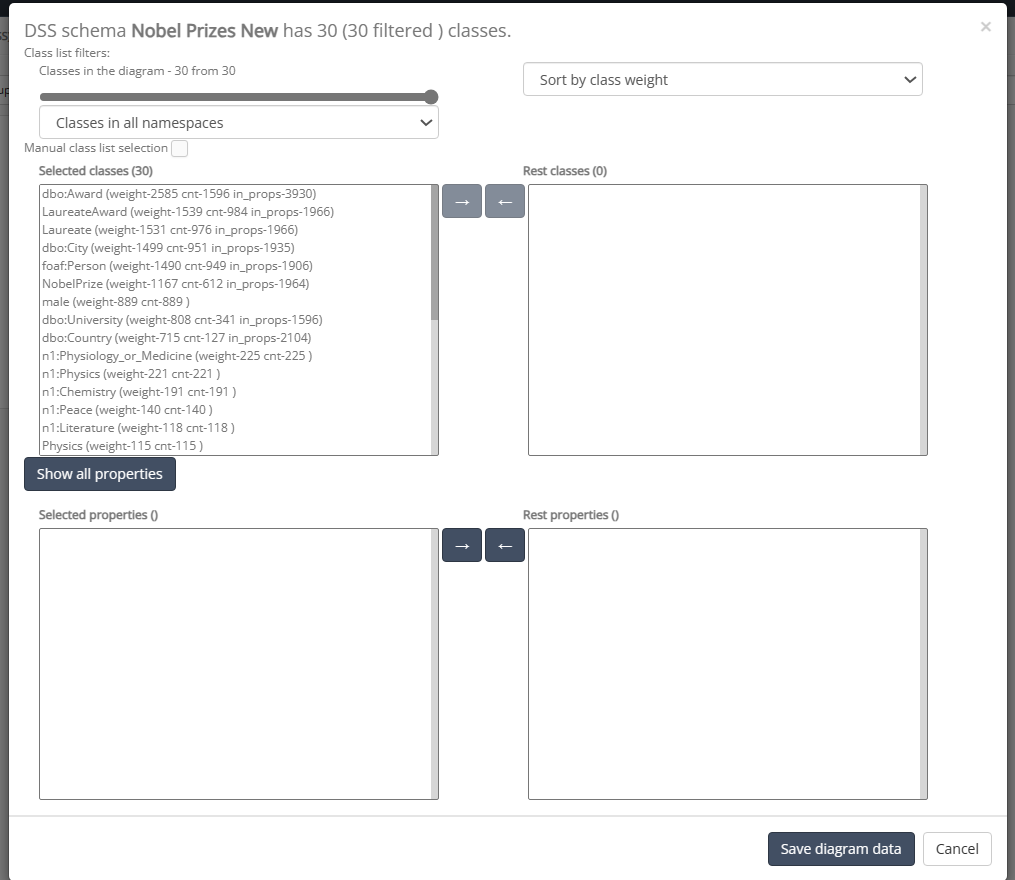 DSS schema Nobel Prizes New has 30 (30 filtered ) classes.
×
Class list filters:
Classes in the diagram - 30 from 30
Sort by class weight
Classes in all namespaces
Manual class list selection
Selected classes (30)
Rest classes (0)
dbo:Award (weight-2585 cnt-1596 in_props-3930)
LaureateAward (weight-1539 cnt-984 in_props-1966)
Laureate (weight-1531 cnt-976 in_props-1966)
dbo:City (weight-1499 cnt-951 in_props-1935)
foaf:Person (weight-1490 cnt-949 in_props-1906)
NobelPrize (weight-1167 cnt-612 in_props-1964)
male (weight-889 cnt-889 )
dbo:University (weight-808 cnt-341 in_props-1596)
dbo:Country (weight-715 cnt-127 in_props-2104)
n1:Physiology_or_Medicine (weight-225 cnt-225 )
n1:Physics (weight-221 cnt-221 )
n1:Chemistry (weight-191 cnt-191 )
n1:Peace (weight-140 cnt-140 )
n1:Literature (weight-118 cnt-118 )
Physics (weight-115 cnt-115 )
→ ←
Show all properties
Selected properties ()
Rest properties ()
→ ←
Save diagram data
Cancel